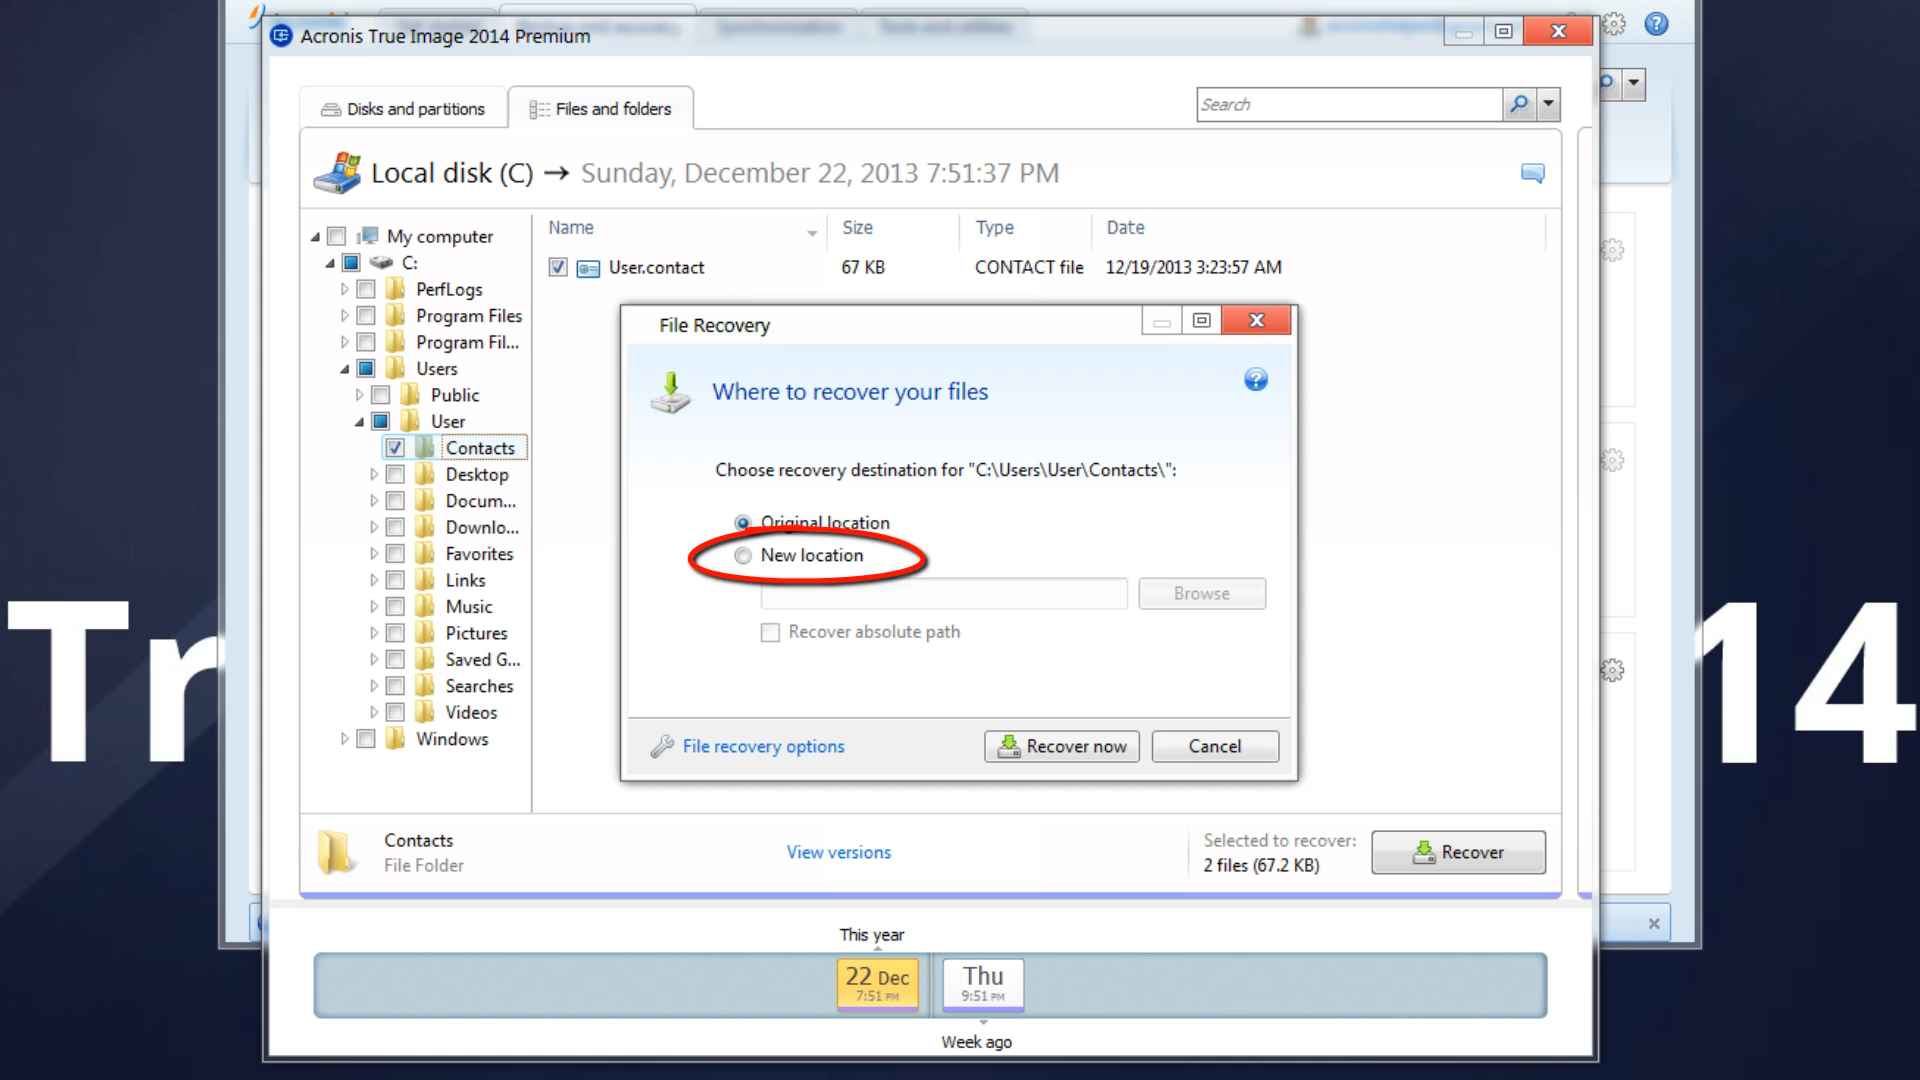 Acronis True Image 2014 Premium
Disks and partitions
Files and folders
Search
Local disk (C) → Sunday, December 22, 2013 7:51:37 PM
Name Size Type Date
User.contact 67 KB CONTACT file 12/19/2013 3:23:57 AM
My computer
C:
PerfLogs
Program Files
Program Fil...
Users
Public
User
Contacts
Desktop
Docum...
Downlo...
Favorites
Links
Music
Pictures
Saved G...
Searches
Videos
Windows
File Recovery
Where to recover your files
Choose recovery destination for "C:\Users\User\Contacts\":
Original location
New location
Browse
Recover absolute path
File recovery options
Recover now
Cancel
Tr
14
Contacts
File Folder
View versions
Selected to recover:
2 files (67.2 KB)
Recover
This year
22 Dec
7:51 PM
Thu
9:51 PM
Week ago